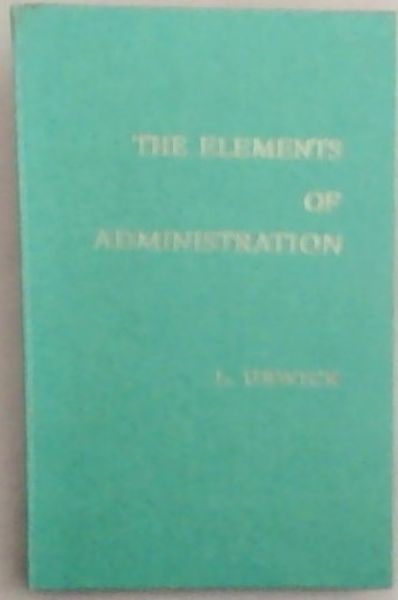 THE ELEMENTS
OF
ADMINISTRATION
L. URWICK